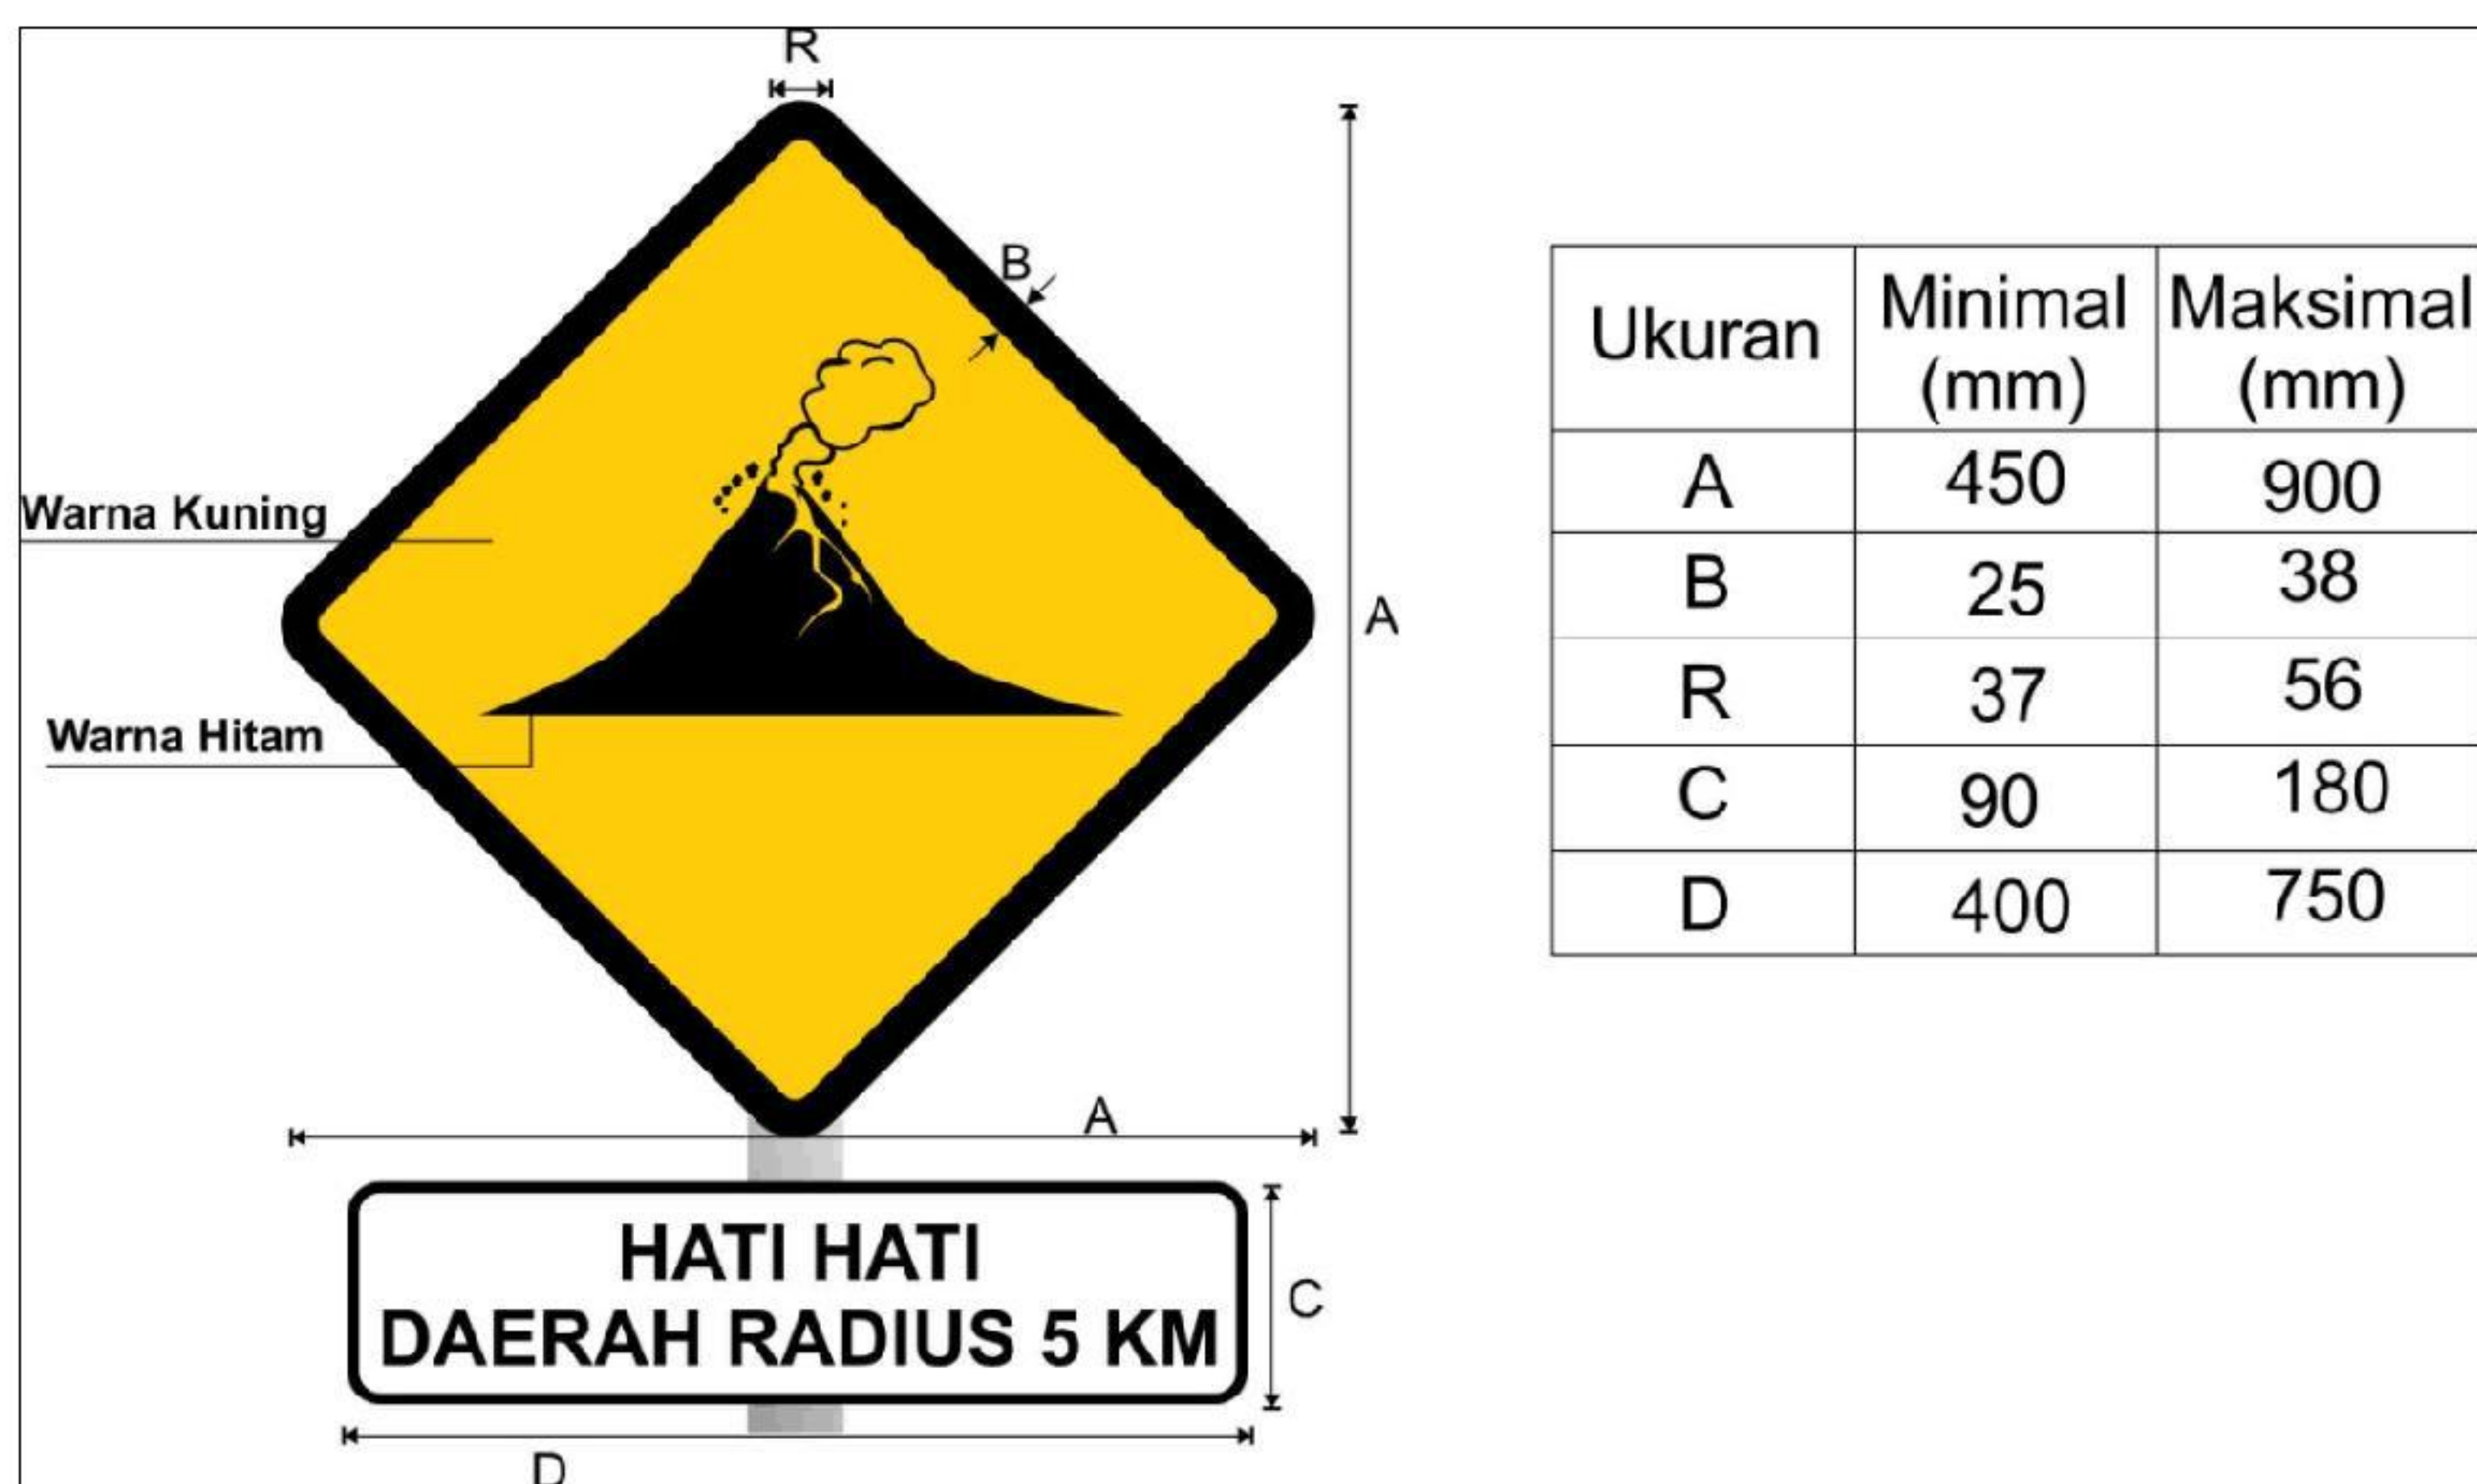 R
B
Warna Kuning
A
Warna Hitam
A
HATI HATI
DAERAH RADIUS 5 KM
C
D
Ukuran Minimal (mm) Maksimal (mm)
A 450 900
B 25 38
R 37 56
C 90 180
D 400 750